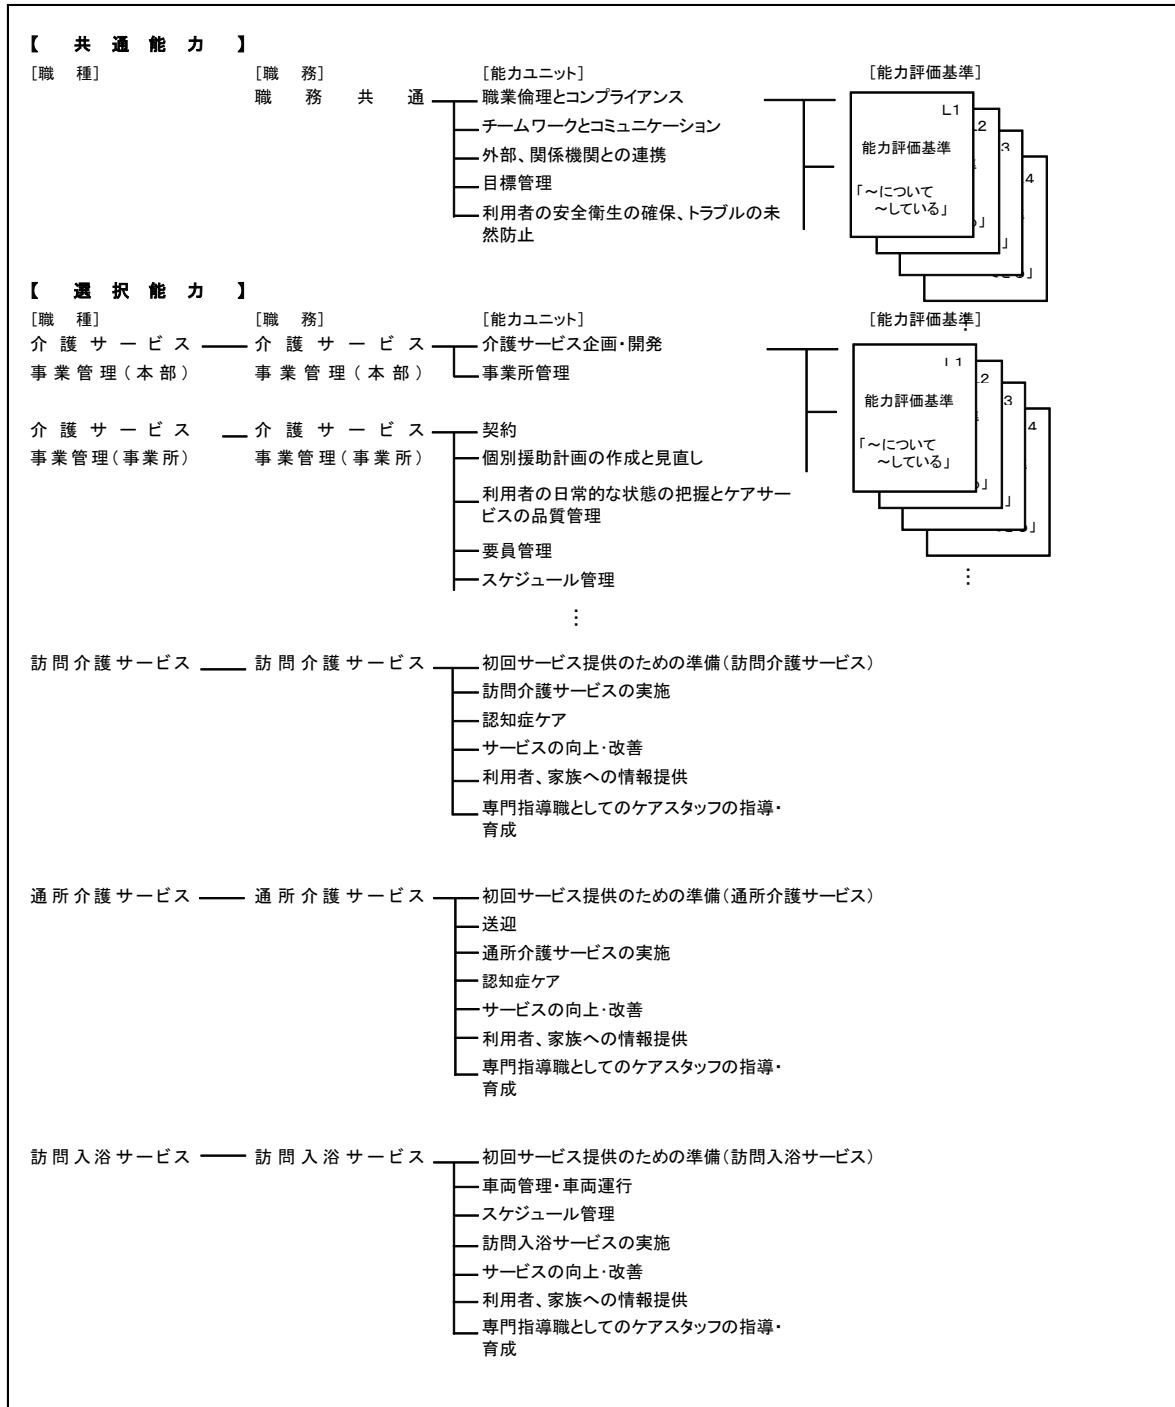 【 共 通 能 力 】
[職 種] [職 務] [能力ユニット] [能力評価基準]
職 務 共 通 職業倫理とコンプライアンス
チームワークとコミュニケーション
外部、関係機関との連携
目標管理
利用者の安全衛生の確保、トラブルの未
然防止
L1
能力評価基準
「～について
～している」
L2
3
4
【 選 択 能 力 】
[職 種] [職 務] [能力ユニット] [能力評価基準]
介護サービス 介護サービス 介護サービス企画・開発
事業管理(本部) 事業管理(本部) 事業所管理
L1
能力評価基準
「～について
～している」
L2
3
4
⋮
介護サービス 介護サービス 契約
事業管理(事業所) 事業管理(事業所) 個別援助計画の作成と見直し
利用者の日常的な状態の把握とケアサー
ビスの品質管理
要員管理
スケジュール管理
⋮
訪問介護サービス 訪問介護サービス 初回サービス提供のための準備(訪問介護サービス)
訪問介護サービスの実施
認知症ケア
サービスの向上・改善
利用者、家族への情報提供
専門指導職としてのケアスタッフの指導・
育成
通所介護サービス 通所介護サービス 初回サービス提供のための準備(通所介護サービス)
送迎
通所介護サービスの実施
認知症ケア
サービスの向上・改善
利用者、家族への情報提供
専門指導職としてのケアスタッフの指導・
育成
訪問入浴サービス 訪問入浴サービス 初回サービス提供のための準備(訪問入浴サービス)
車両管理・車両運行
スケジュール管理
訪問入浴サービスの実施
サービスの向上・改善
利用者、家族への情報提供
専門指導職としてのケアスタッフの指導・
育成